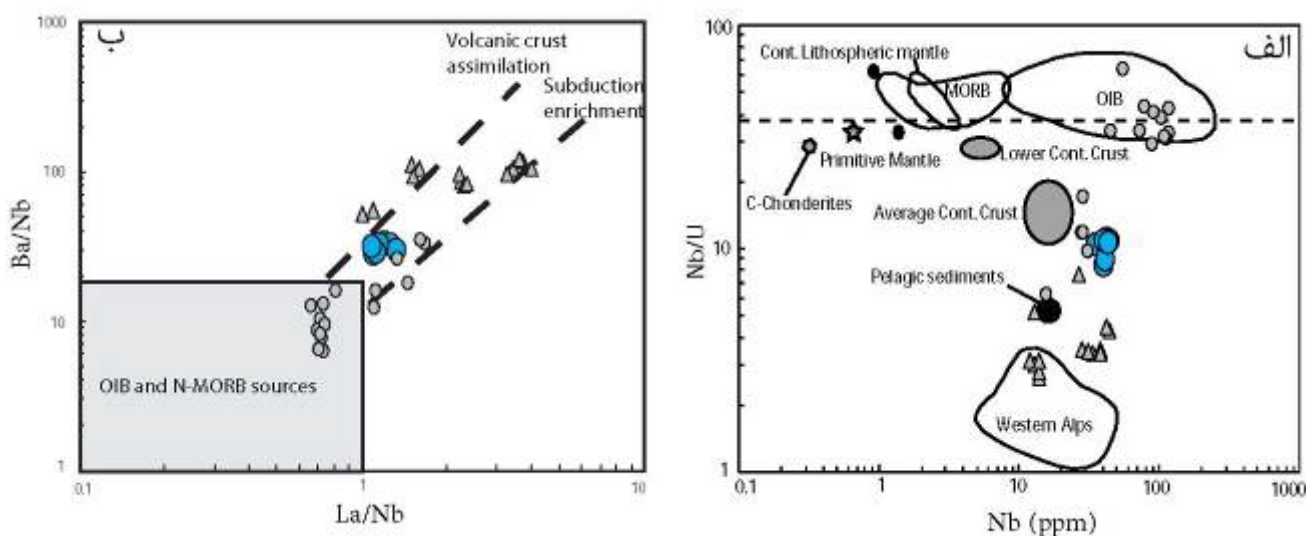 ب
1000
100
10
1
Ba/Nb
0.1
1
10
La/Nb
Volcanic crust
assimilation
Subduction
enrichment
OIB and N-MORB sources
الف
100
10
1
Nb/U
0.1
1
10
100
1000
Nb (ppm)
Cont. Lithospheric mantle
MORB
OIB
Primitive Mantle
Lower Cont. Crust
C-Chonderites
Average Cont. Crust
Pelagic sediments
Western Alps